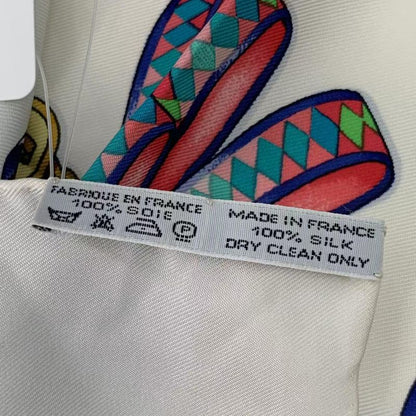 FABRIQUE EN FRANCE
100% SOIE
P
MADE IN FRANCE
100% SILK
DRY CLEAN ONLY